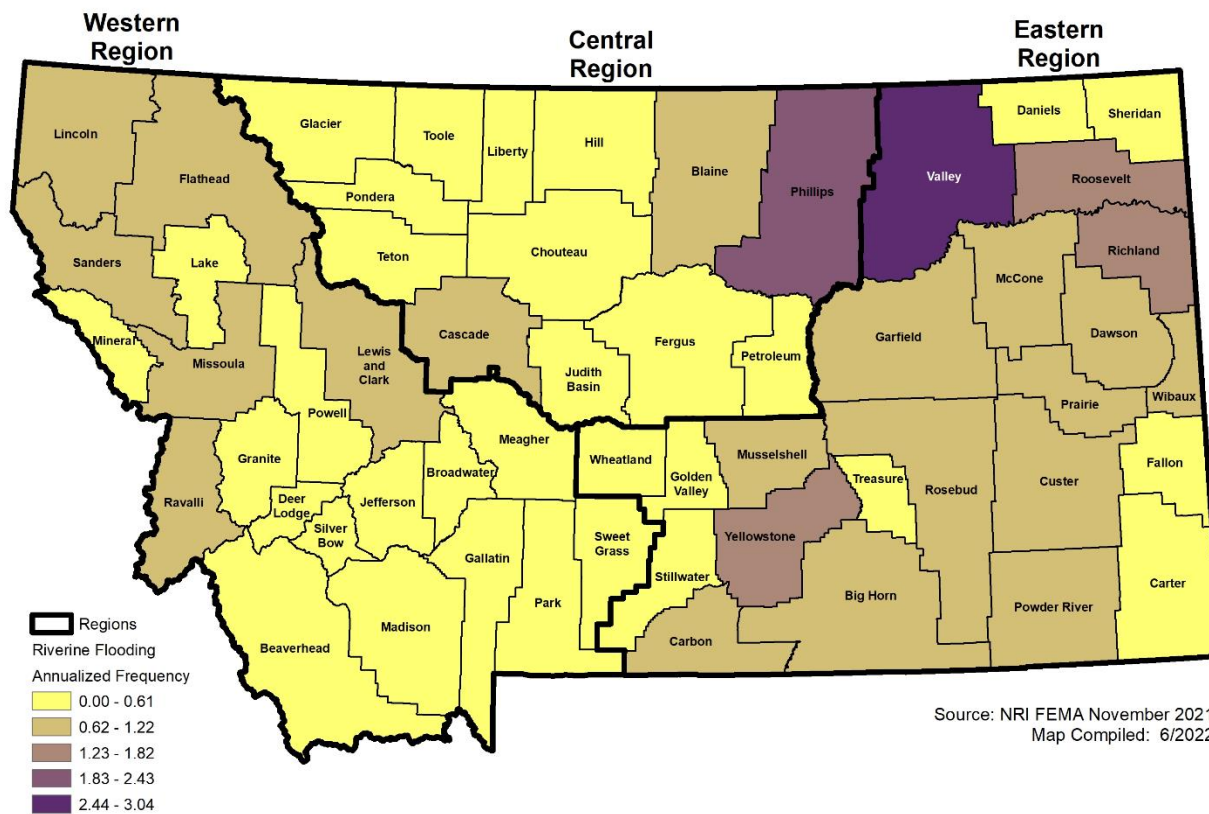 Western
Region
Central
Region
Eastern
Region
Lincoln
Flathead
Glacier
Toole
Liberty
Hill
Blaine
Phillips
Valley
Daniels
Sheridan
Roosevelt
Richland
Sanders
Lake
Pondera
Teton
Chouteau
McCone
Dawson
Mineral
Missoula
Lewis
and
Clark
Cascade
Judith
Basin
Fergus
Petroleum
Garfield
Prairie
Wibaux
Powell
Granite
Ravalli
Deer
Lodge
Silver
Bow
Jefferson
Broadwater
Meagher
Wheatland
Golden
Valley
Musselshell
Treasure
Rosebud
Custer
Fallon
Yellowstone
Gallatin
Sweet
Grass
Stillwater
Park
Big Horn
Powder River
Carter
Carbon
Madison
Beaverhead
Regions
Riverine Flooding
Annualized Frequency
0.00 - 0.61
0.62 - 1.22
1.23 - 1.82
1.83 - 2.43
2.44 - 3.04
Source: NRI FEMA November 2021
Map Compiled: 6/2022